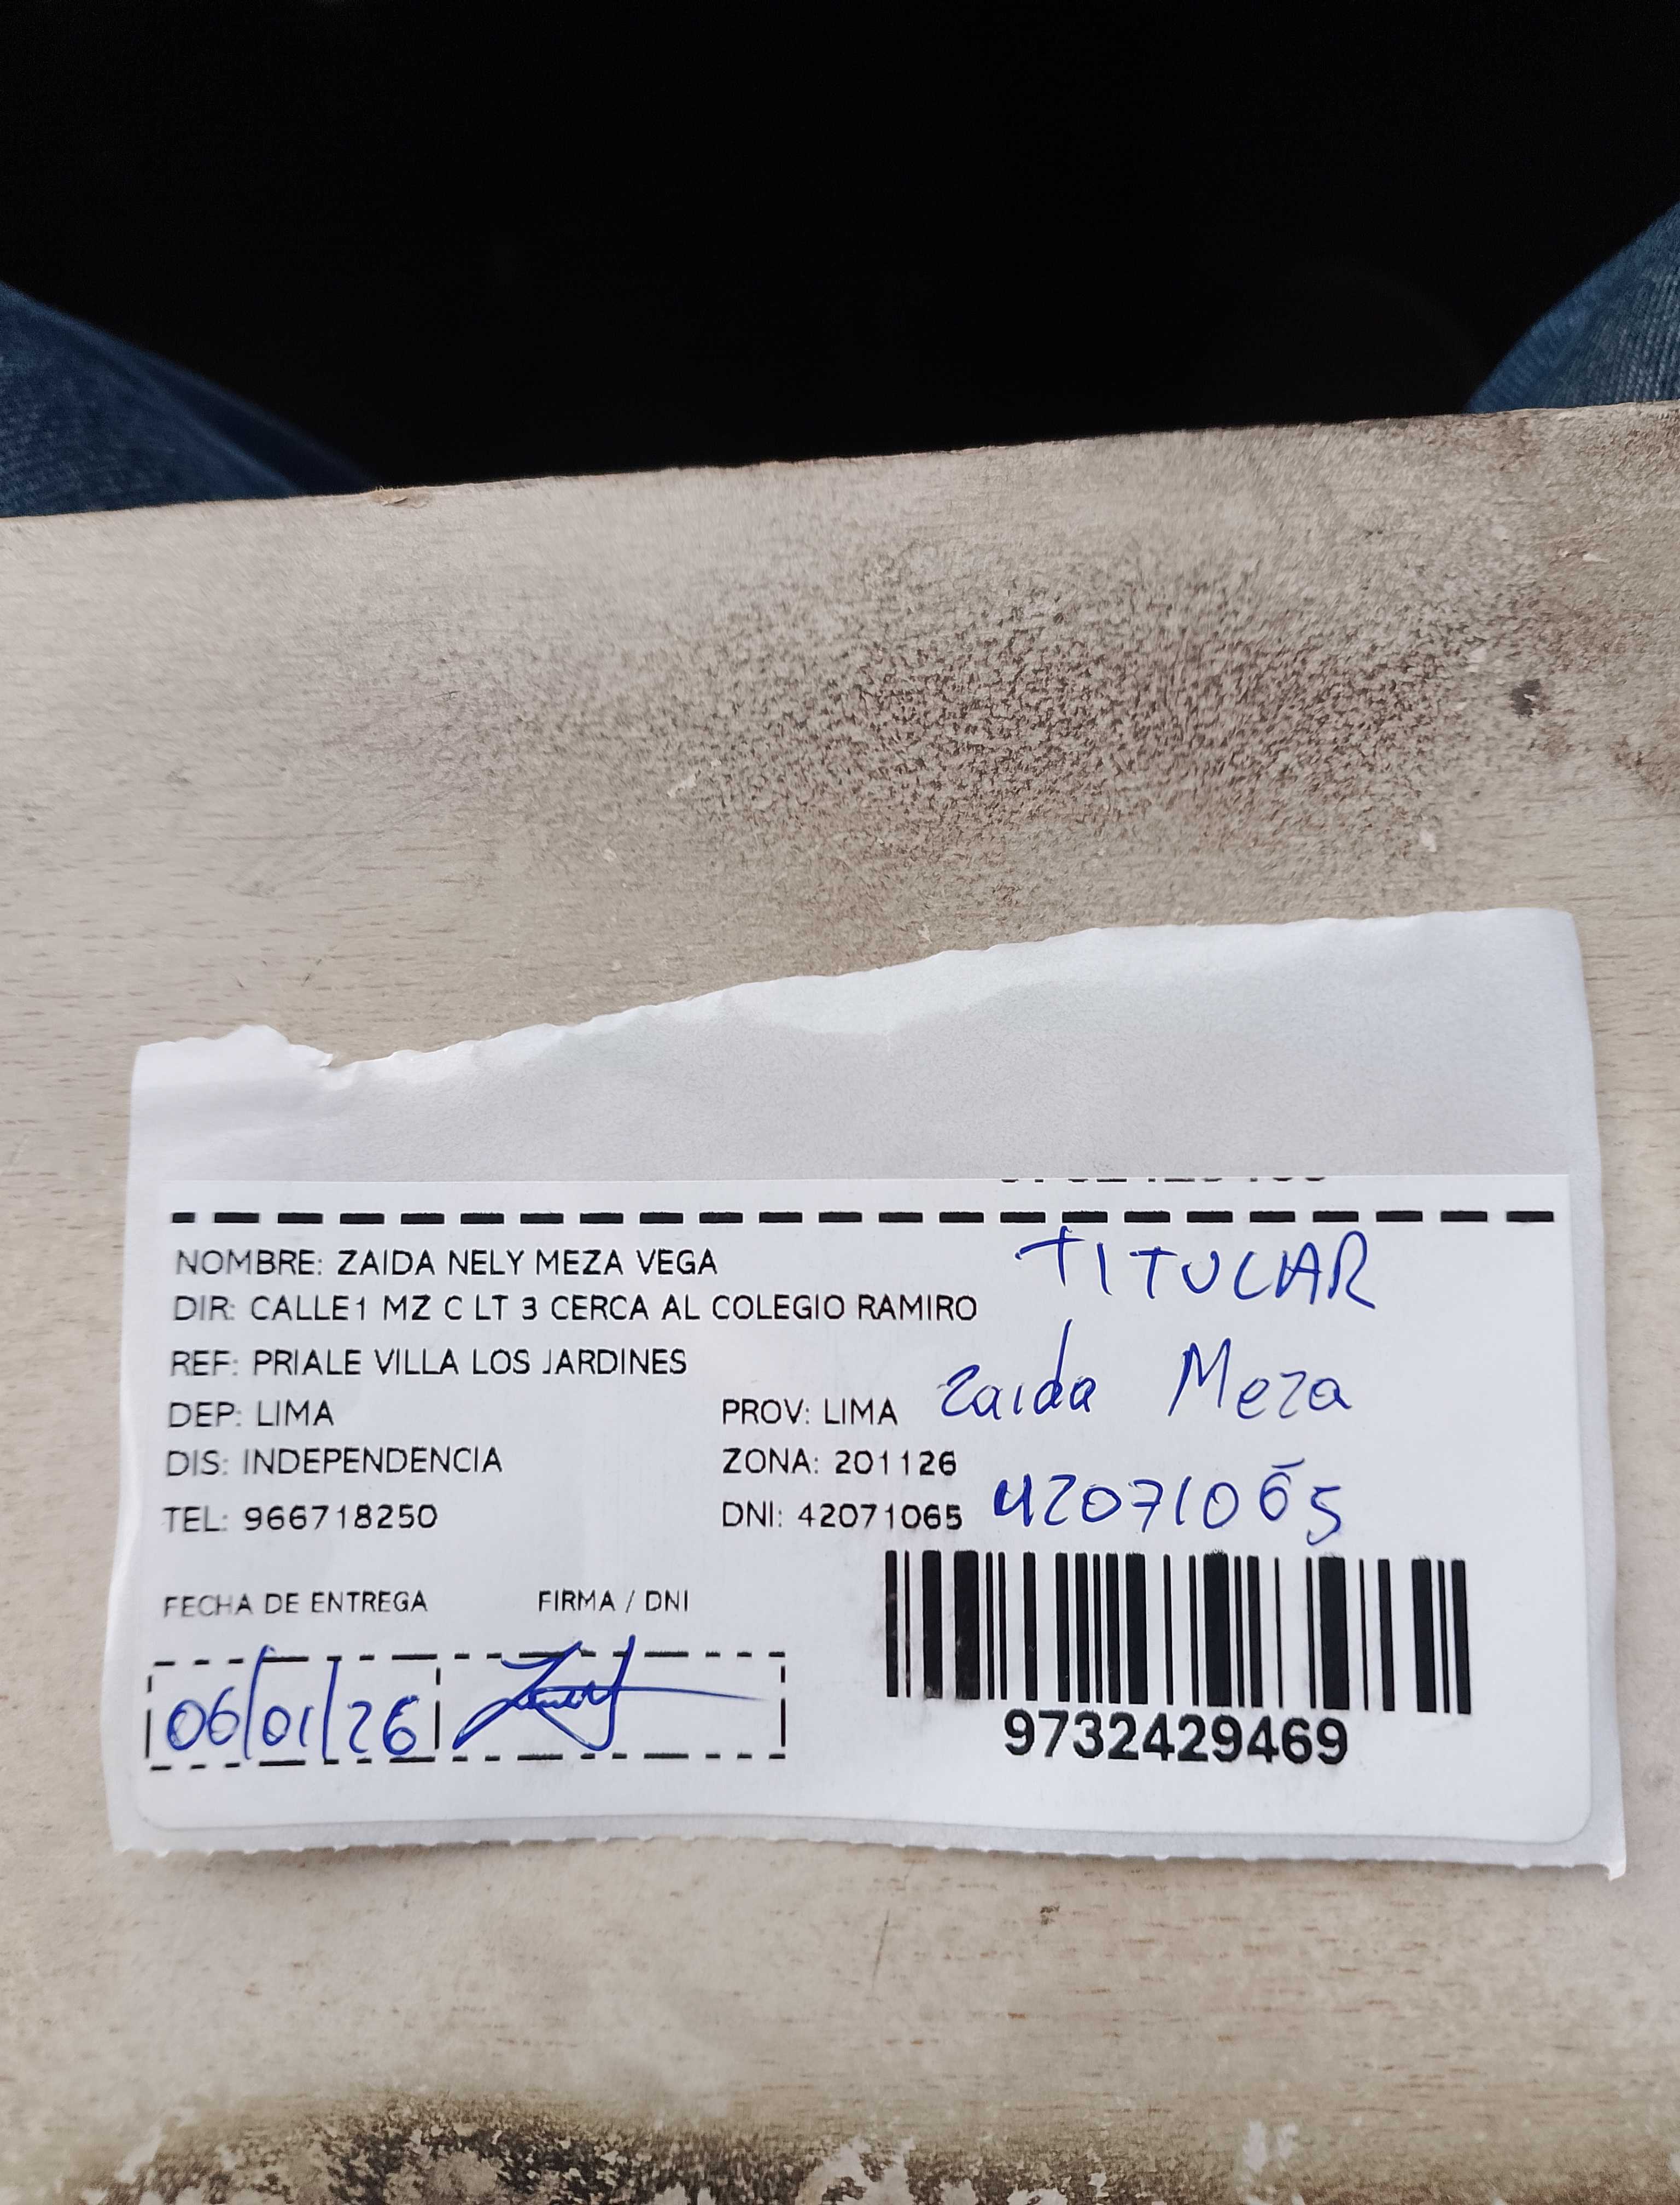 NOMBRE: ZAIDA NELY MEZA VEGA
TITULAR
DIR: CALLE1 MZ C LT 3 CERCA AL COLEGIO RAMIRO
REF: PRIALE VILLA LOS JARDINES
Zaida Meza
DEP: LIMA PROV: LIMA
DIS: INDEPENDENCIA ZONA: 201126
TEL: 966718250 DNI: 42071065 42071065
FECHA DE ENTREGA FIRMA / DNI
06/01/26
9732429469